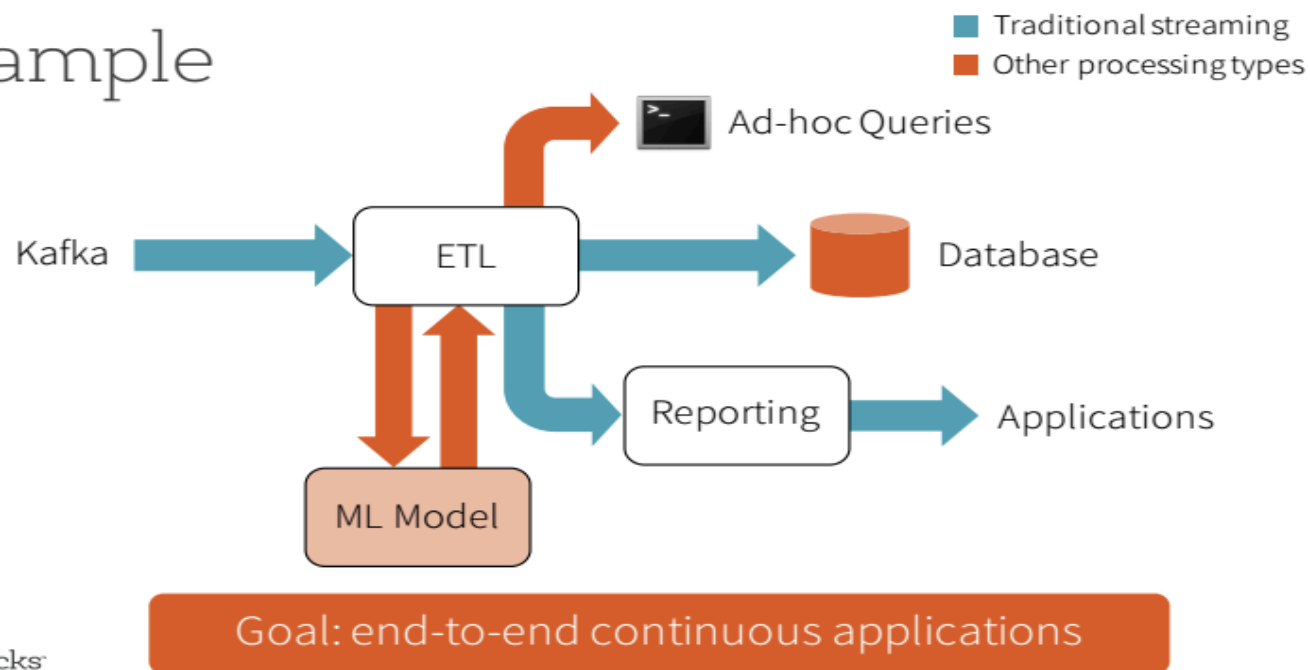 ample
Traditional streaming
Other processing types
>_
Ad-hoc Queries
Kafka
ETL
Database
Reporting
Applications
ML Model
Goal: end-to-end continuous applications
cks